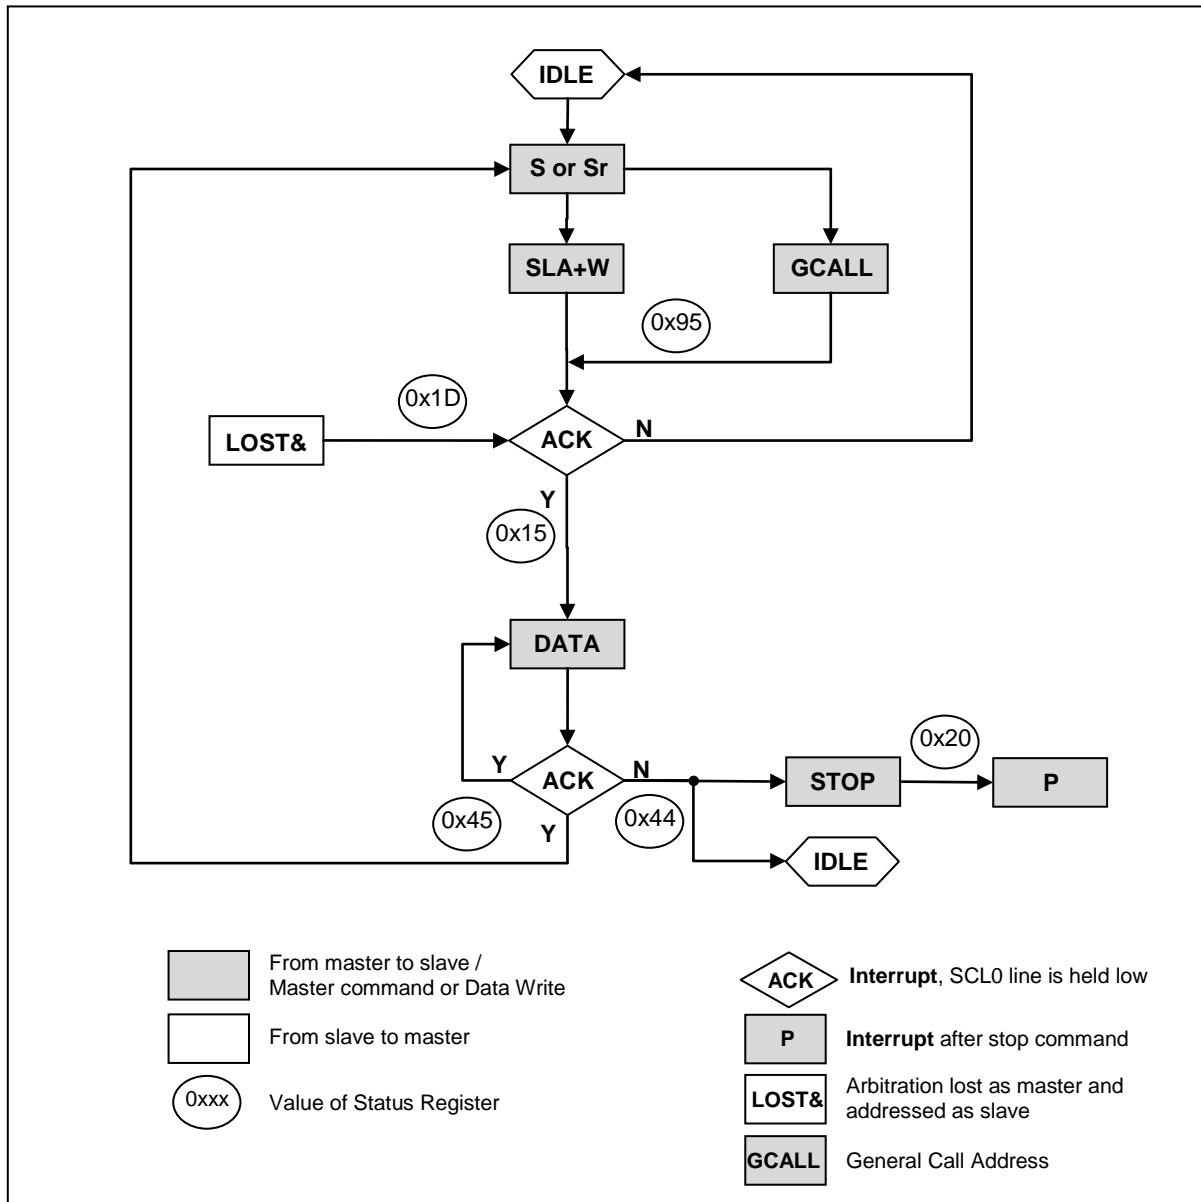 IDLE
S or Sr
SLA+W
GCALL
0x95
0x1D
LOST&
ACK
N
Y
0x15
DATA
Y
ACK
N
0x20
STOP
P
0x45
Y
0x44
IDLE
From master to slave /
Master command or Data Write
From slave to master
0xxx
Value of Status Register
ACK
Interrupt, SCL0 line is held low
P
Interrupt after stop command
LOST&
Arbitration lost as master and
addressed as slave
GCALL
General Call Address